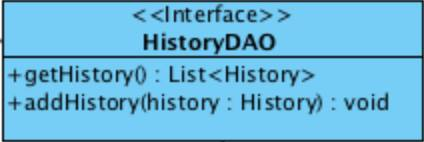 <<Interface>>
HistoryDAO
+getHistory() : List<History>
+addHistory(history : History) : void